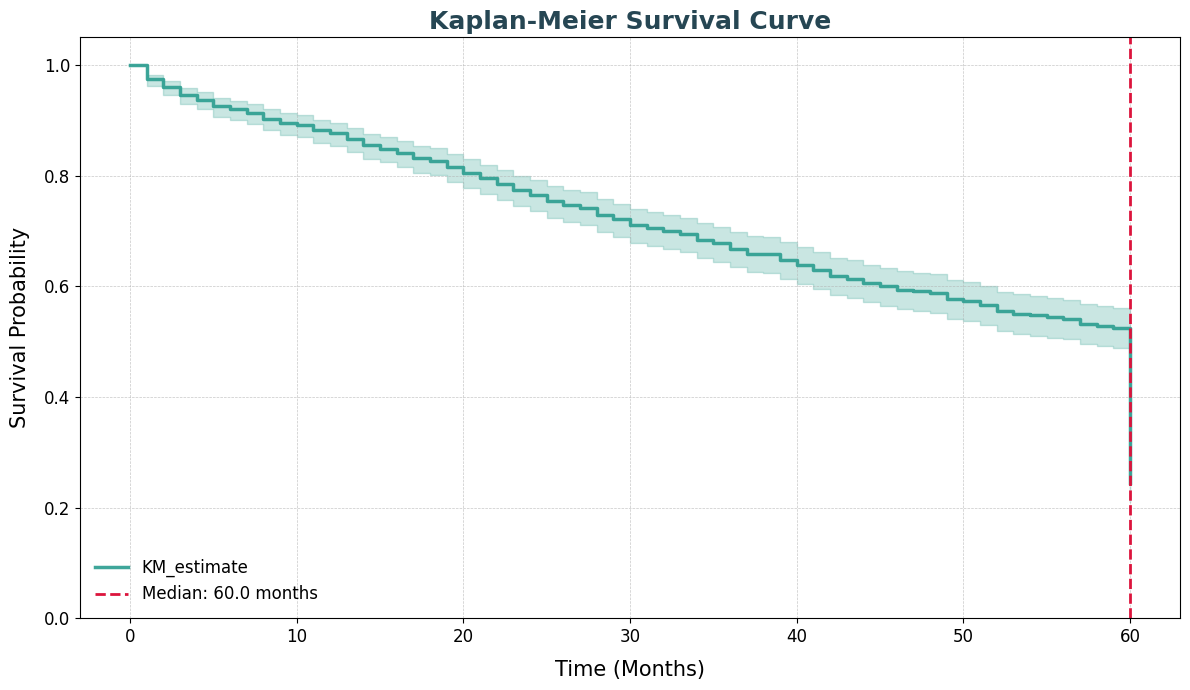 Kaplan-Meier Survival Curve
Survival Probability
1.0
0.8
0.6
0.4
0.2
0.0
KM_estimate
Median: 60.0 months
0 10 20 30 40 50 60
Time (Months)